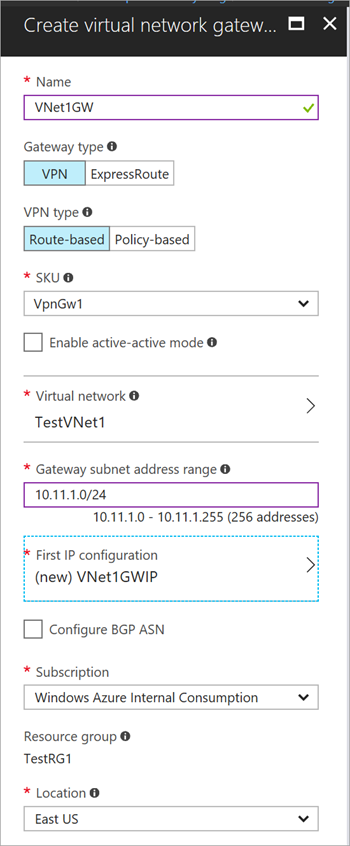 Create virtual network gatew...
* Name
VNet1GW
Gateway type
VPN ExpressRoute
VPN type
Route-based Policy-based
* SKU
VpnGw1
Enable active-active mode
* Virtual network
TestVNet1
* Gateway subnet address range
10.11.1.0/24
10.11.1.0 - 10.11.1.255 (256 addresses)
* First IP configuration
(new) VNet1GWIP
Configure BGP ASN
* Subscription
Windows Azure Internal Consumption
Resource group
TestRG1
* Location
East US